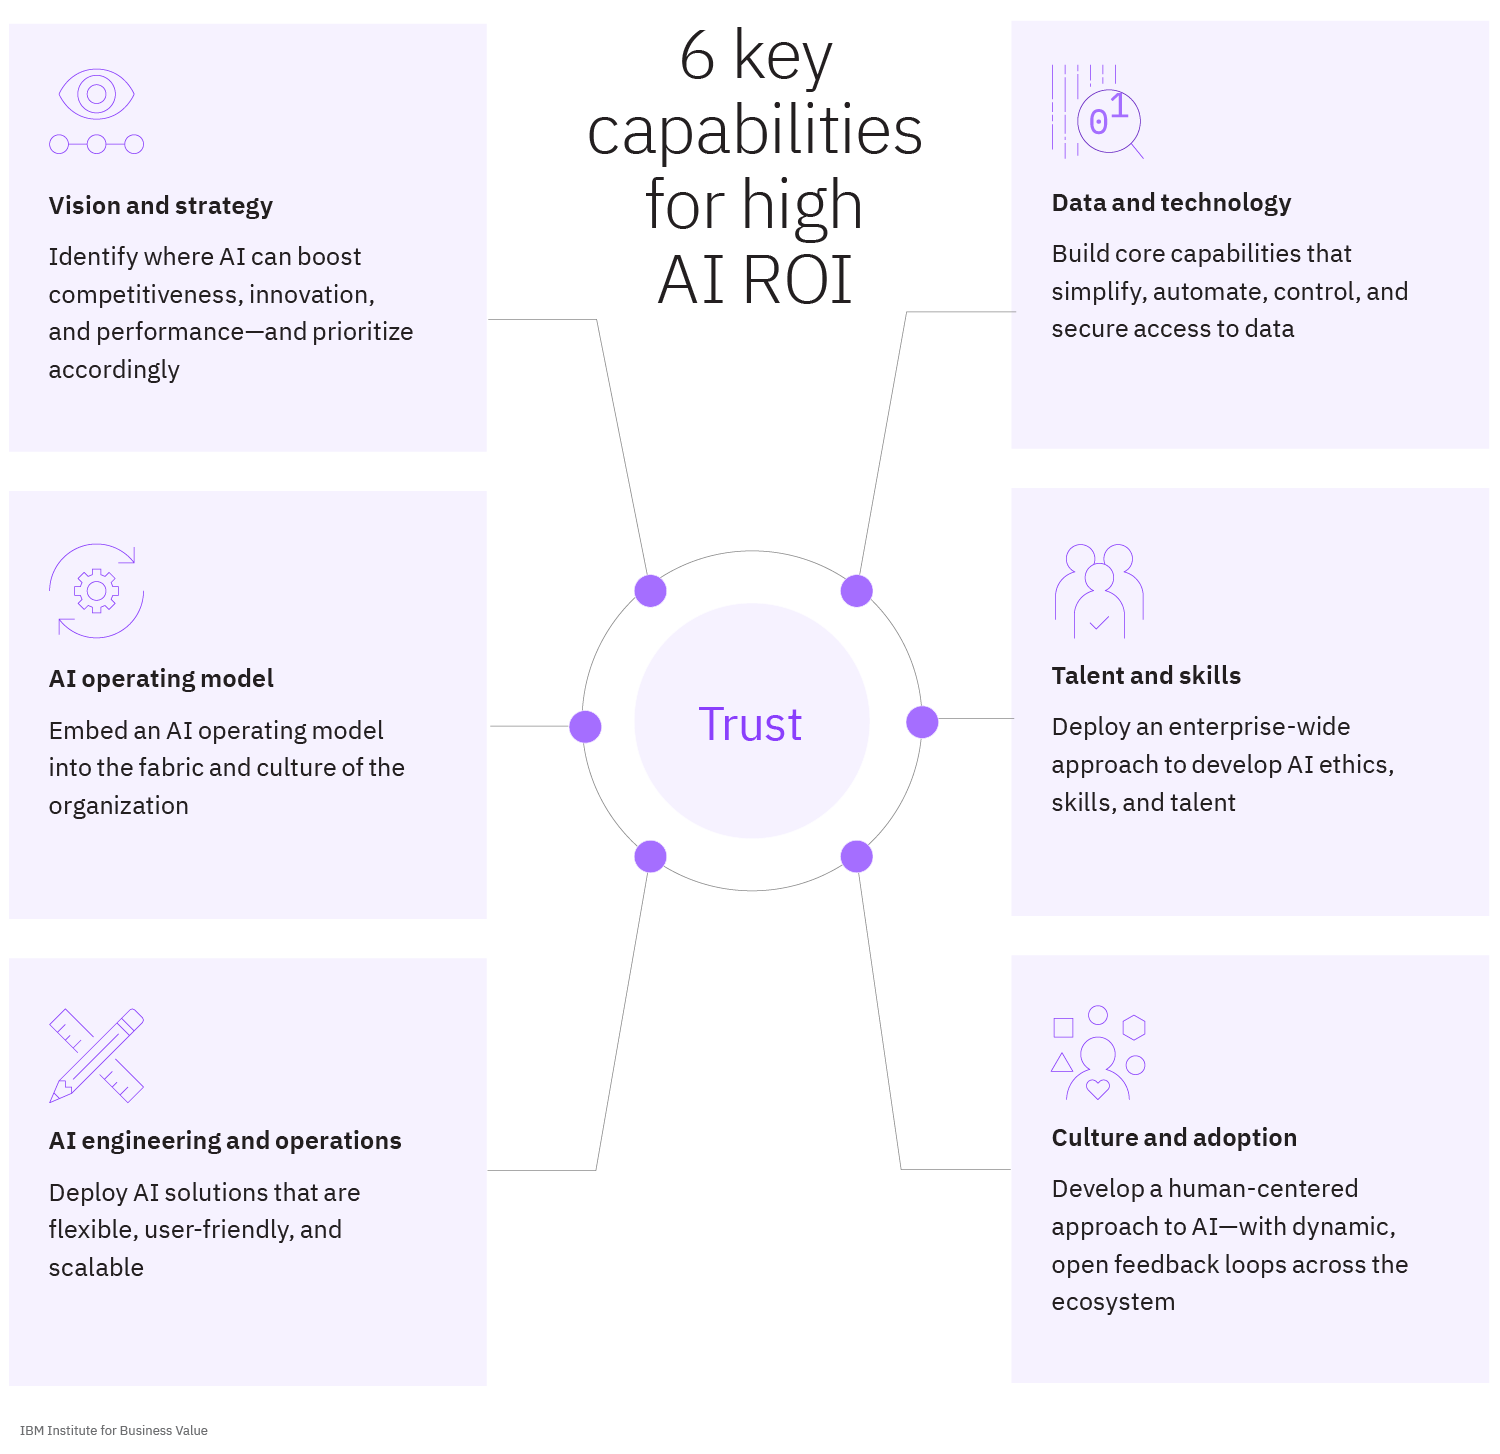 6 key
capabilities
for high
AI ROI
Vision and strategy
Identify where AI can boost
competitiveness, innovation,
and performance—and prioritize
accordingly
AI operating model
Embed an AI operating model
into the fabric and culture of the
organization
AI engineering and operations
Deploy AI solutions that are
flexible, user-friendly, and
scalable
Trust
01
Data and technology
Build core capabilities that
simplify, automate, control, and
secure access to data
Talent and skills
Deploy an enterprise-wide
approach to develop AI ethics,
skills, and talent
Culture and adoption
Develop a human-centered
approach to AI—with dynamic,
open feedback loops across the
ecosystem
IBM Institute for Business Value